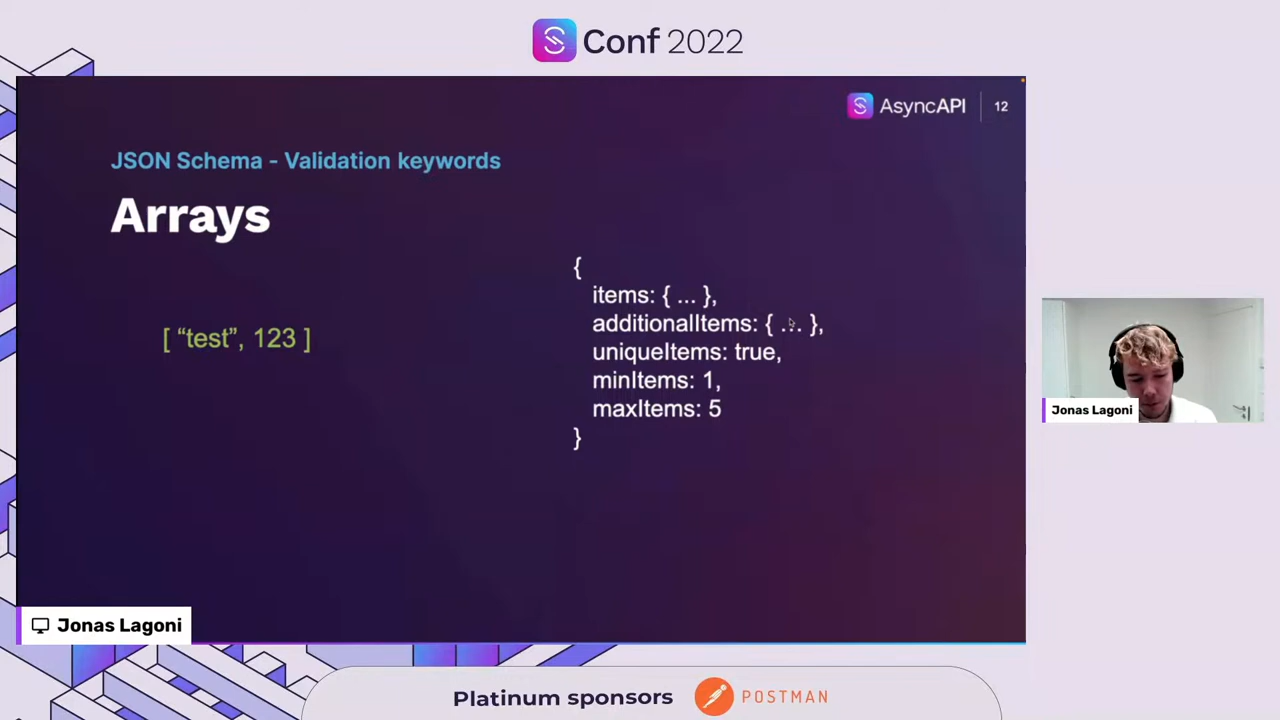 Conf 2022
AsyncAPI 12
JSON Schema - Validation keywords
Arrays
[ “test”, 123 ]
{
items: { ... },
additionalItems: { ... },
uniqueItems: true,
minItems: 1,
maxItems: 5
}
Jonas Lagoni
Jonas Lagoni
Platinum sponsors POSTMAN